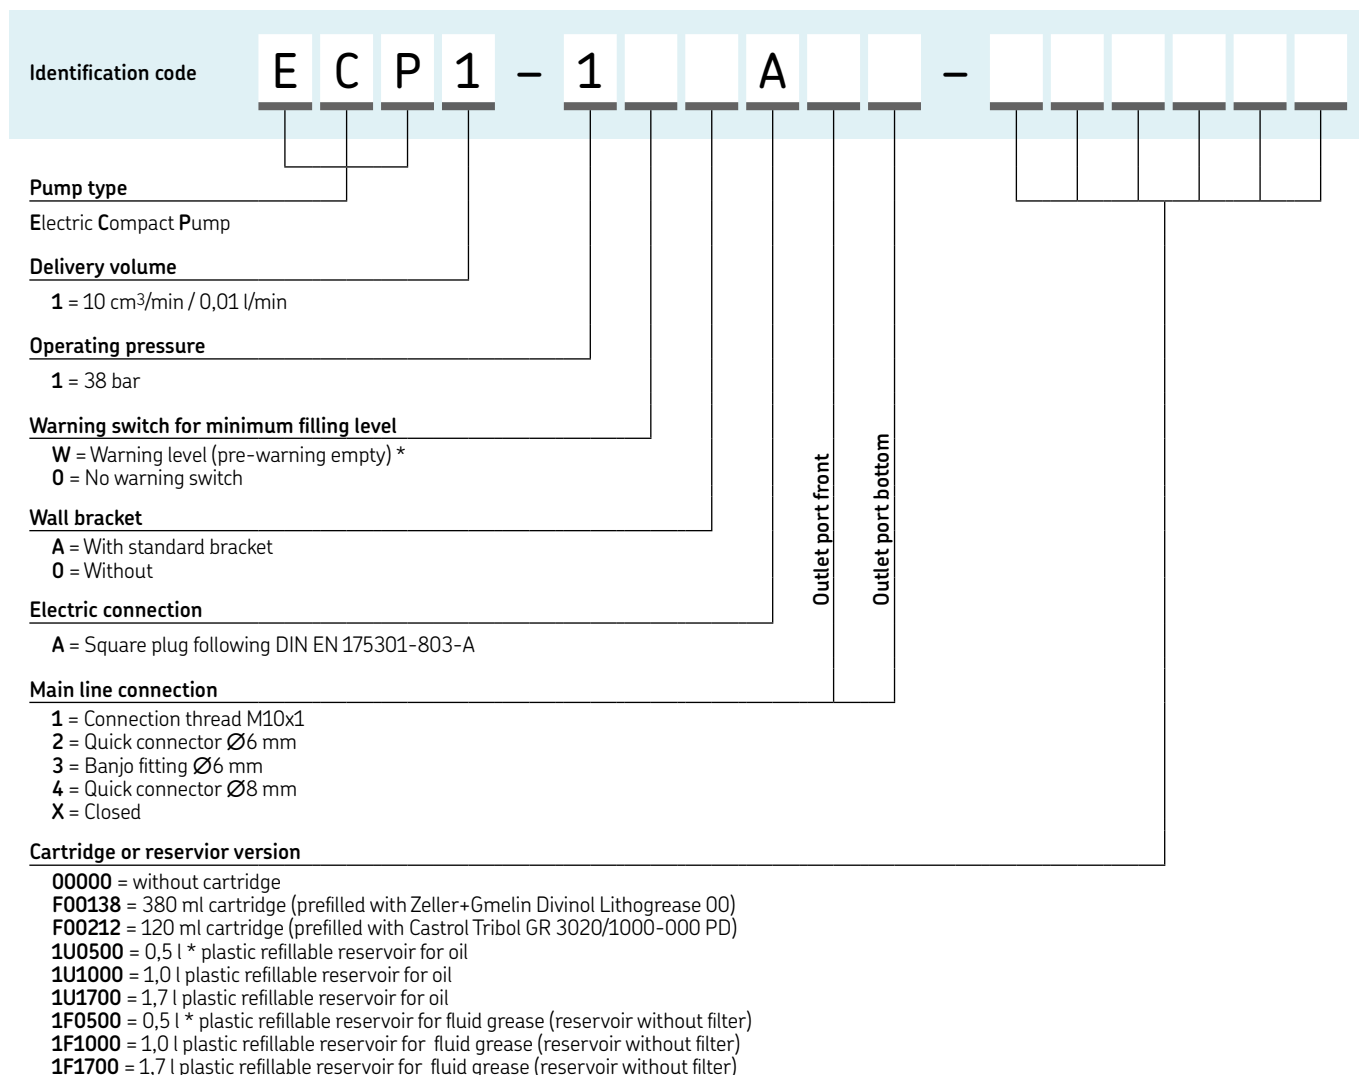 Identification code E C P 1 – 1 A –
Pump type
Electric Compact Pump
Delivery volume
1 = 10 cm³/min / 0,01 l/min
Operating pressure
1 = 38 bar
Warning switch for minimum filling level
W = Warning level (pre-warning empty) *
0 = No warning switch
Wall bracket
A = With standard bracket
0 = Without
Outlet port front
Outlet port bottom
Electric connection
A = Square plug following DIN EN 175301-803-A
Main line connection
1 = Connection thread M10x1
2 = Quick connector Ø6 mm
3 = Banjo fitting Ø6 mm
4 = Quick connector Ø8 mm
X = Closed
Cartridge or reservior version
00000 = without cartridge
F00138 = 380 ml cartridge (prefilled with Zeller+Gmelin Divinol Lithogrease 00)
F00212 = 120 ml cartridge (prefilled with Castrol Tribol GR 3020/1000-000 PD)
1U0500 = 0,5 l * plastic refillable reservoir for oil
1U1000 = 1,0 l plastic refillable reservoir for oil
1U1700 = 1,7 l plastic refillable reservoir for oil
1F0500 = 0,5 l * plastic refillable reservoir for fluid grease (reservoir without filter)
1F1000 = 1,0 l plastic refillable reservoir for fluid grease (reservoir without filter)
1F1700 = 1,7 l plastic refillable reservoir for fluid grease (reservoir without filter)